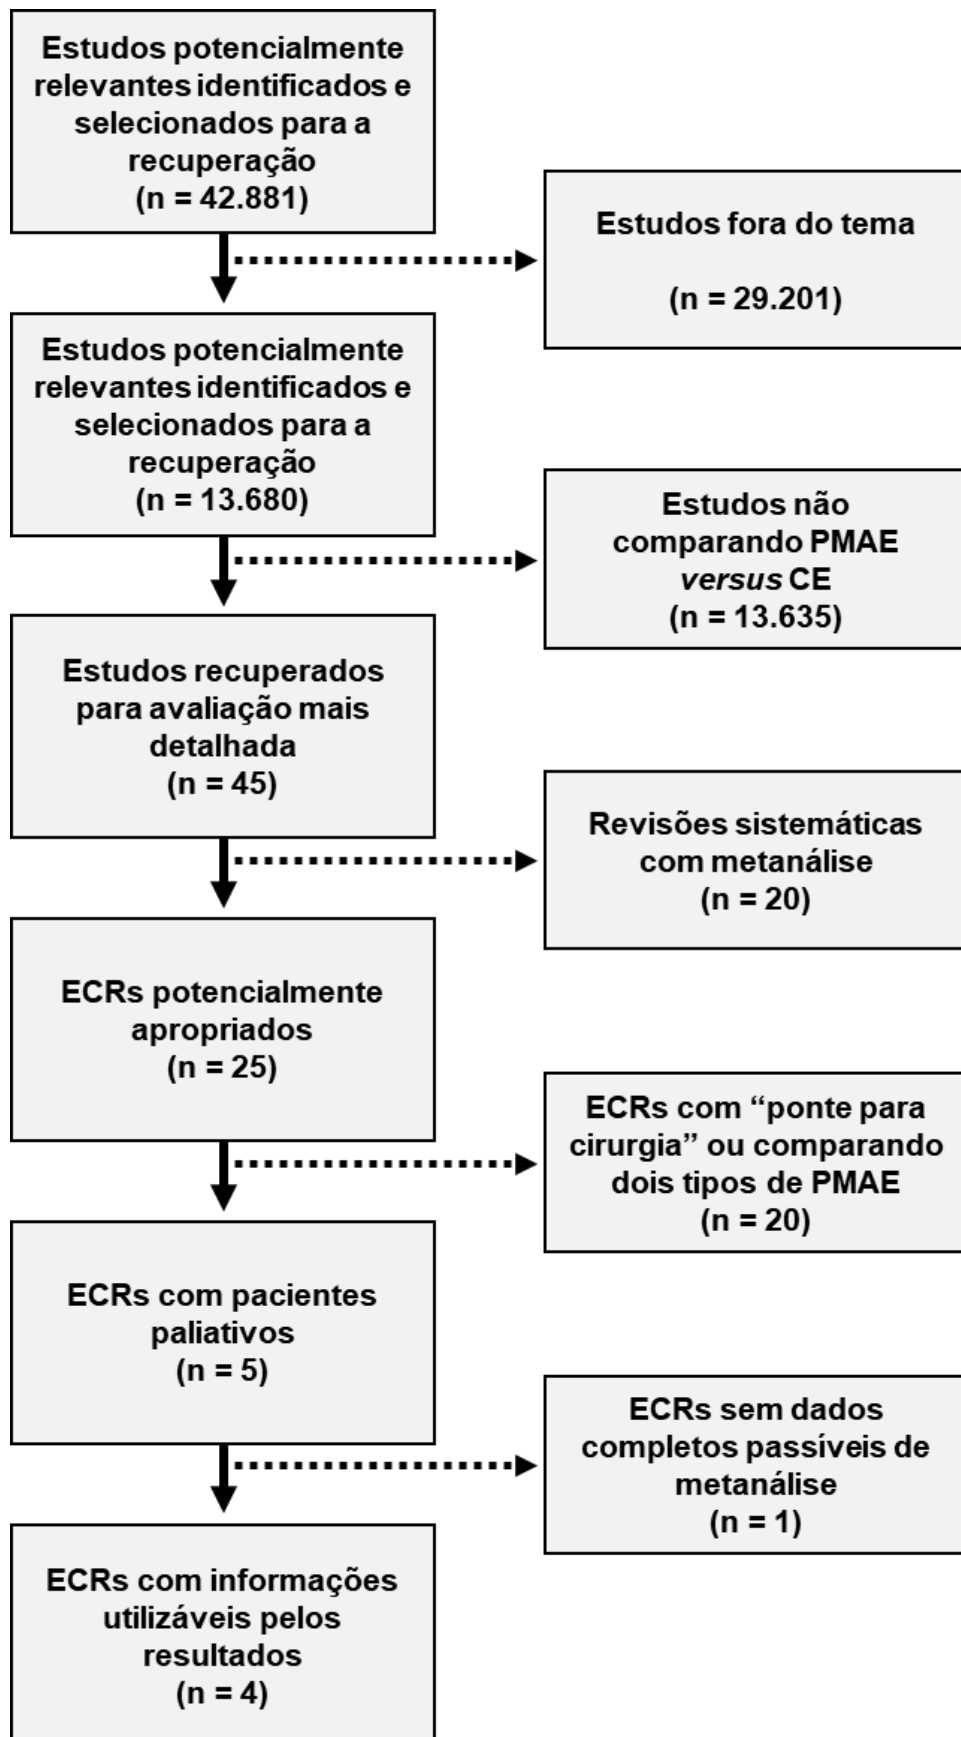 Estudos potencialmente
relevantes identificados e
selecionados para a
recuperação
(n = 42.881)
Estudos fora do tema
(n = 29.201)
Estudos potencialmente
relevantes identificados e
selecionados para a
recuperação
(n = 13.680)
Estudos não
comparando PMAE
versus CE
(n = 13.635)
Estudos recuperados
para avaliação mais
detalhada
(n = 45)
Revisões sistemáticas
com metanálise
(n = 20)
ECRs potencialmente
apropriados
(n = 25)
ECRs com “ponte para
cirurgia” ou comparando
dois tipos de PMAE
(n = 20)
ECRs com pacientes
paliativos
(n = 5)
ECRs sem dados
completos passíveis de
metanálise
(n = 1)
ECRs com informações
utilizáveis pelos
resultados
(n = 4)